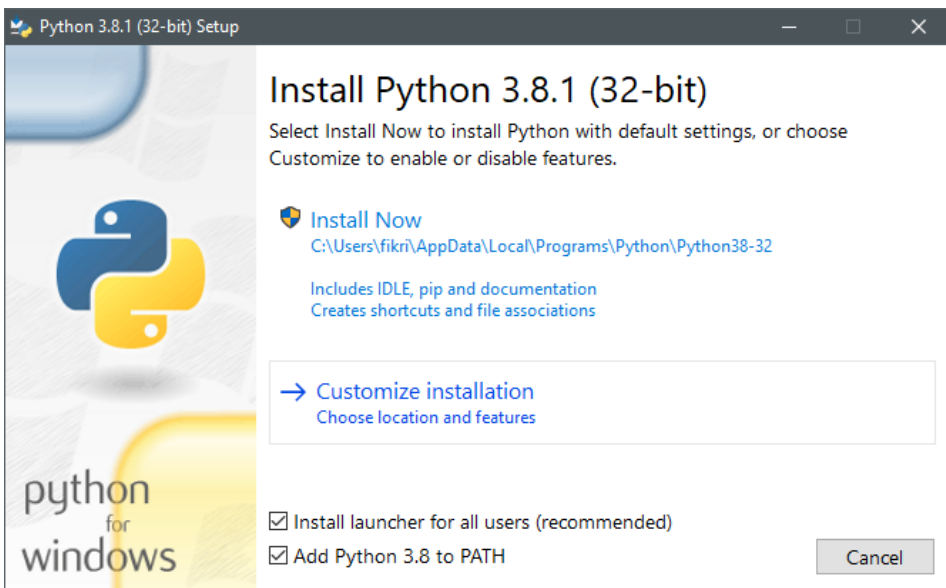 Python 3.8.1 (32-bit) Setup
Install Python 3.8.1 (32-bit)
Select Install Now to install Python with default settings, or choose
Customize to enable or disable features.
Install Now
C:\Users\fikri\AppData\Local\Programs\Python\Python38-32
Includes IDLE, pip and documentation
Creates shortcuts and file associations
Customize installation
Choose location and features
python
for
windows
Install launcher for all users (recommended)
Add Python 3.8 to PATH
Cancel